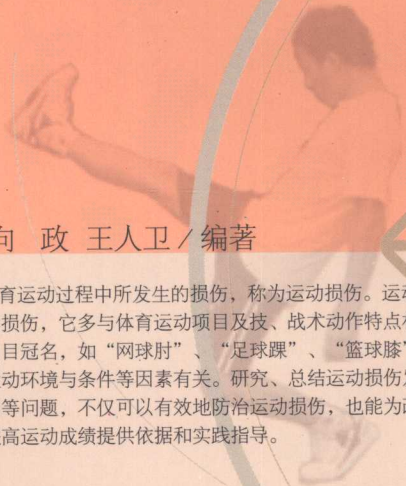 向 政 王人卫/编著
育运动过程中所发生的损伤，称为运动损伤。运动
损伤，它多与体育运动项目及技、战术动作特点
目冠名，如“网球肘”、“足球踝”、“篮球膝”
动环境与条件等因素有关。研究、总结运动损伤
等问题，不仅可以有效地防治运动损伤，也能为
高运动成绩提供依据和实践指导。